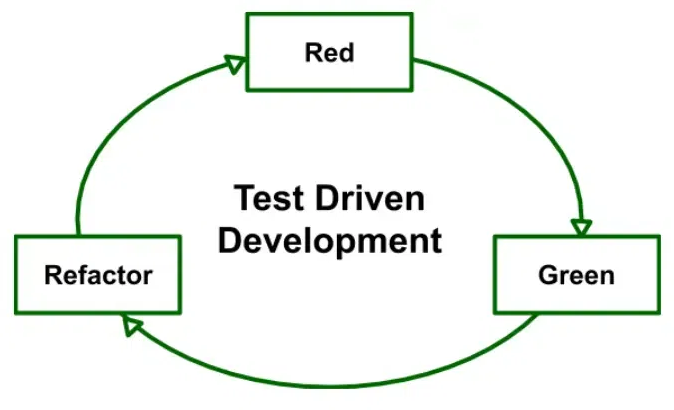 Red
Test Driven
Development
Refactor
Green